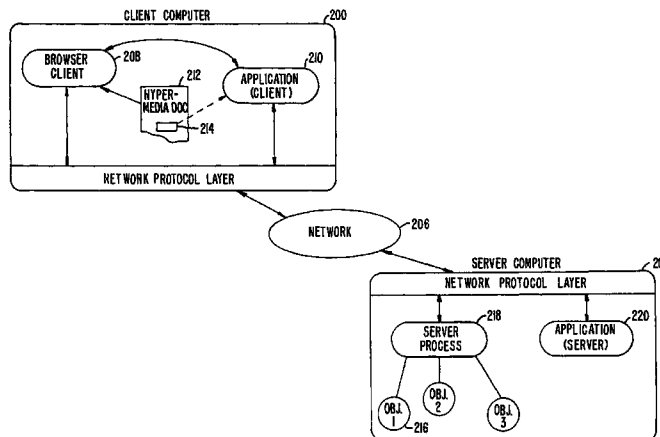 CLIENT COMPUTER
200
BROWSER
CLIENT
208
212
HYPER-
MEDIA DOC
214
APPLICATION
(CLIENT)
210
NETWORK PROTOCOL LAYER
NETWORK
206
SERVER COMPUTER
NETWORK PROTOCOL LAYER
SERVER
PROCESS
218
APPLICATION
(SERVER)
220
OBJ.
1
216
OBJ.
2
OBJ.
3